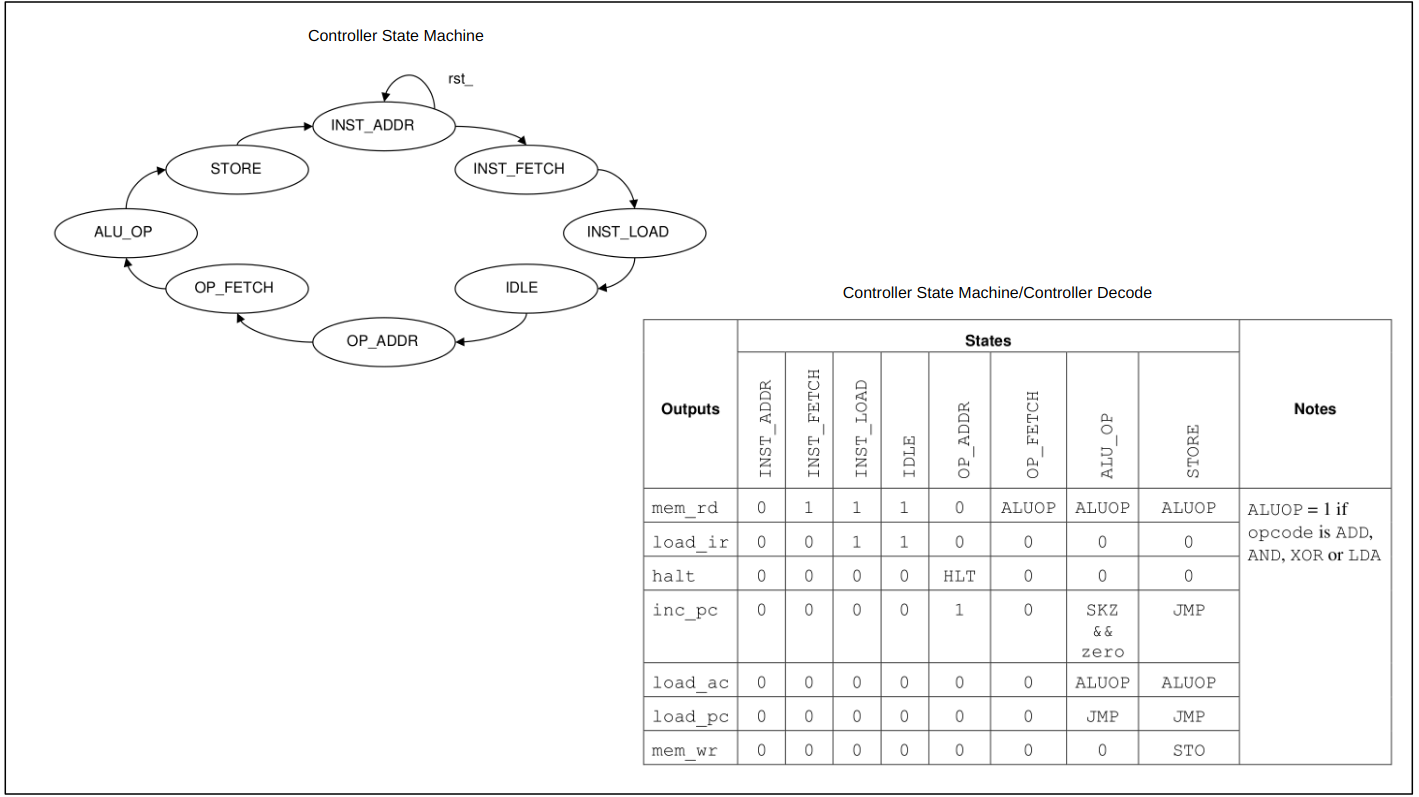 Controller State Machine
rst_
INST_ADDR
STORE
INST_FETCH
ALU_OP
INST_LOAD
OP_FETCH
IDLE
OP_ADDR
Controller State Machine/Controller Decode
Outputs
States
Notes
INST_ADDR
INST_FETCH
INST_LOAD
IDLE
OP_ADDR
OP_FETCH
ALU_OP
STORE
mem_rd 0 1 1 1 0 ALUOP ALUOP ALUOP
load_ir 0 0 1 1 0 0 0 0
halt 0 0 0 0 HLT 0 0 0
inc_pc 0 0 0 0 1 0 SKZ JMP
&&
zero
load_ac 0 0 0 0 0 0 ALUOP ALUOP
load_pc 0 0 0 0 0 0 JMP JMP
mem_wr 0 0 0 0 0 0 0 STO
ALUOP = 1 if
opcode is ADD,
AND, XOR or LDA